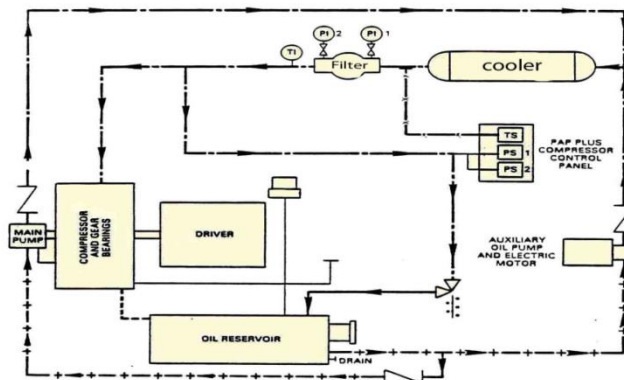 PI 2
PI 1
TI
Filter
cooler
TS
PS 1
PS 2
PAP PLUS
COMPRESSOR
CONTROL
PANEL
COMPRESSOR
AND GEAR
BEARINGS
MAIN
PUMP
DRIVER
AUXILIARY
OIL PUMP
AND ELECTRIC
MOTOR
OIL RESERVOIR
DRAIN